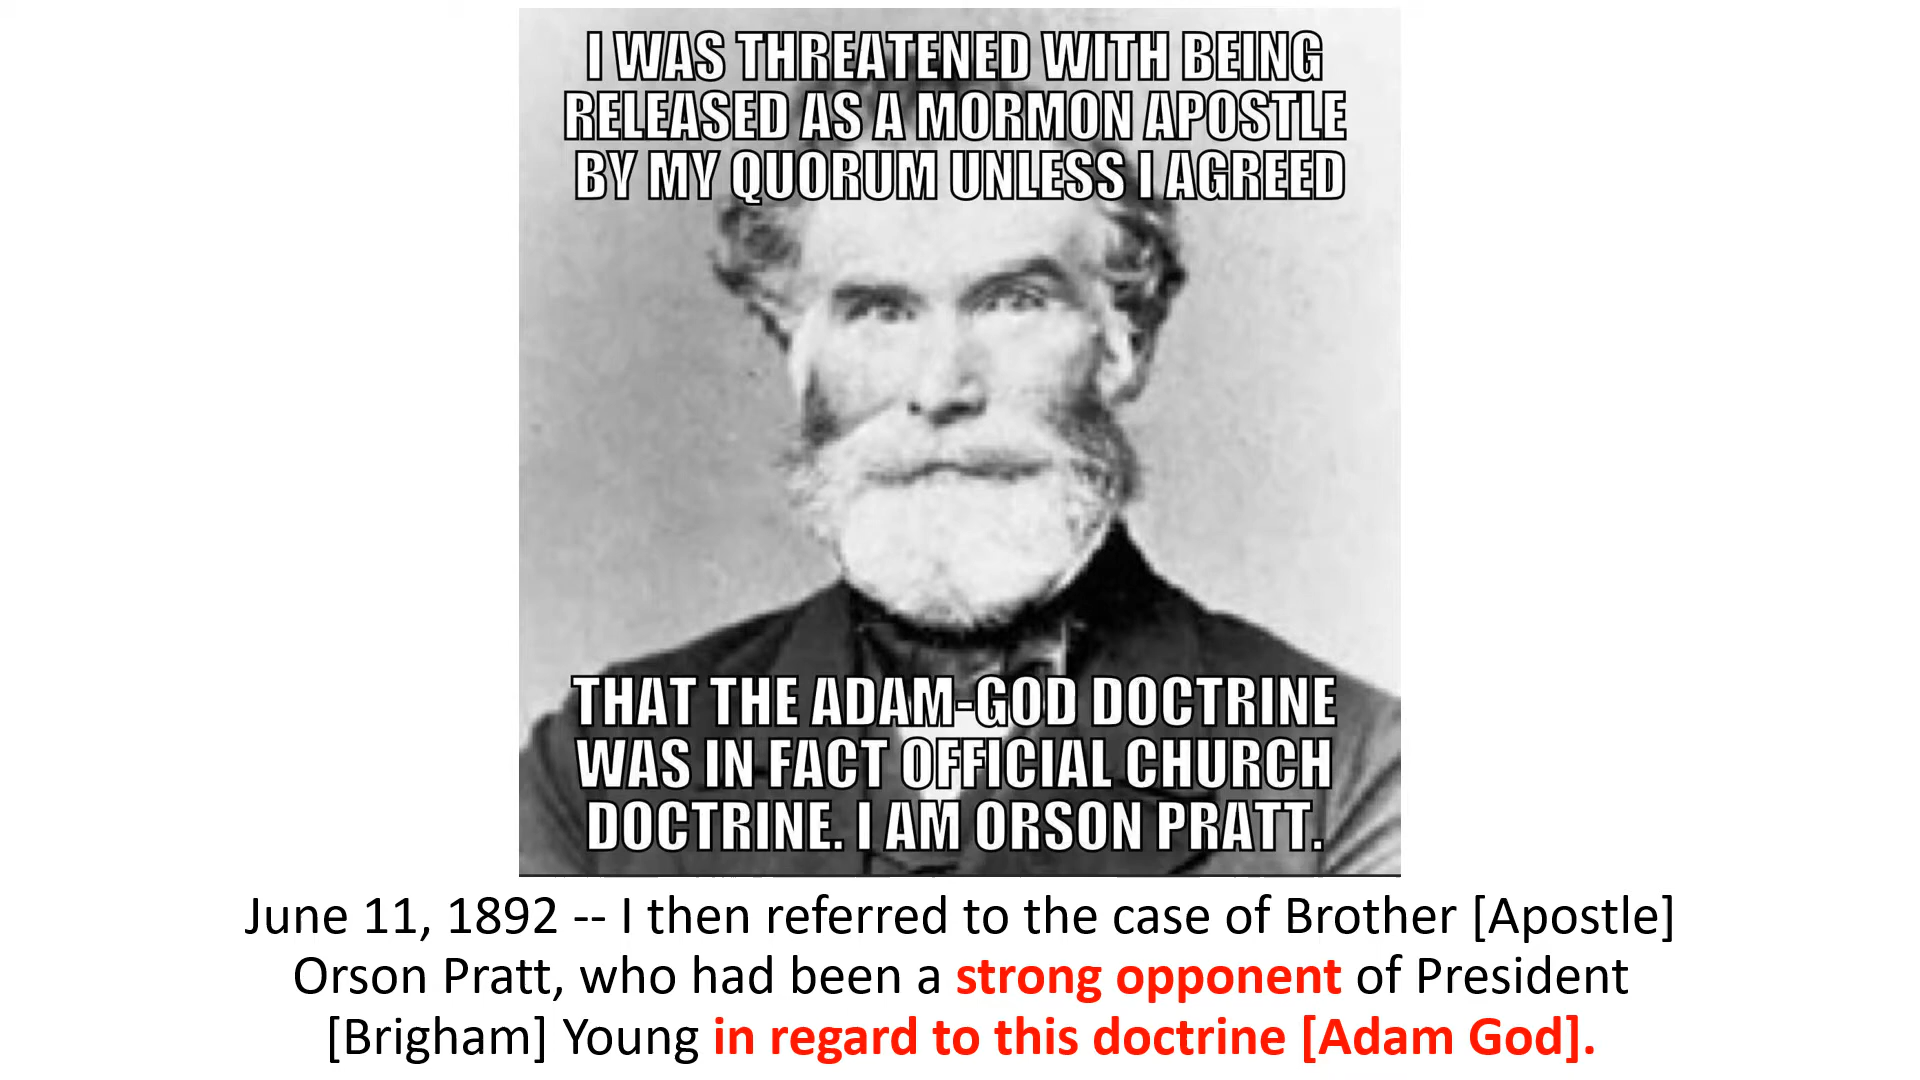 I WAS THREATENED WITH BEING
RELEASED AS A MORMON APOSTLE
BY MY QUORUM UNLESS I AGREED
THAT THE ADAM-GOD DOCTRINE
WAS IN FACT OFFICIAL CHURCH
DOCTRINE. I AM ORSON PRATT.
June 11, 1892 -- I then referred to the case of Brother [Apostle]
Orson Pratt, who had been a strong opponent of President
[Brigham] Young in regard to this doctrine [Adam God].